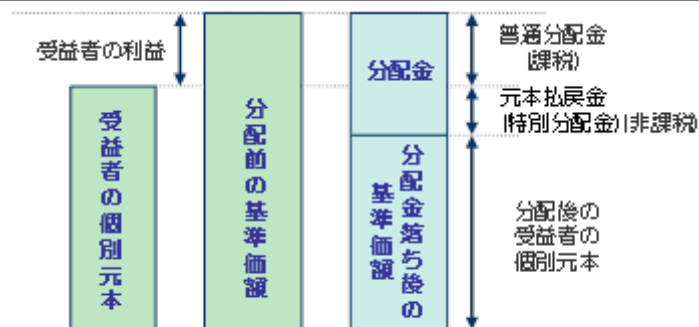 受益者の利益
受益者の個別元本
分配前の基準価額
分配金
分配金落ち後の
基準価額
普通分配金
(課税)
元本払戻金
(特別分配金)(非課税)
分配後の
受益者の
個別元本